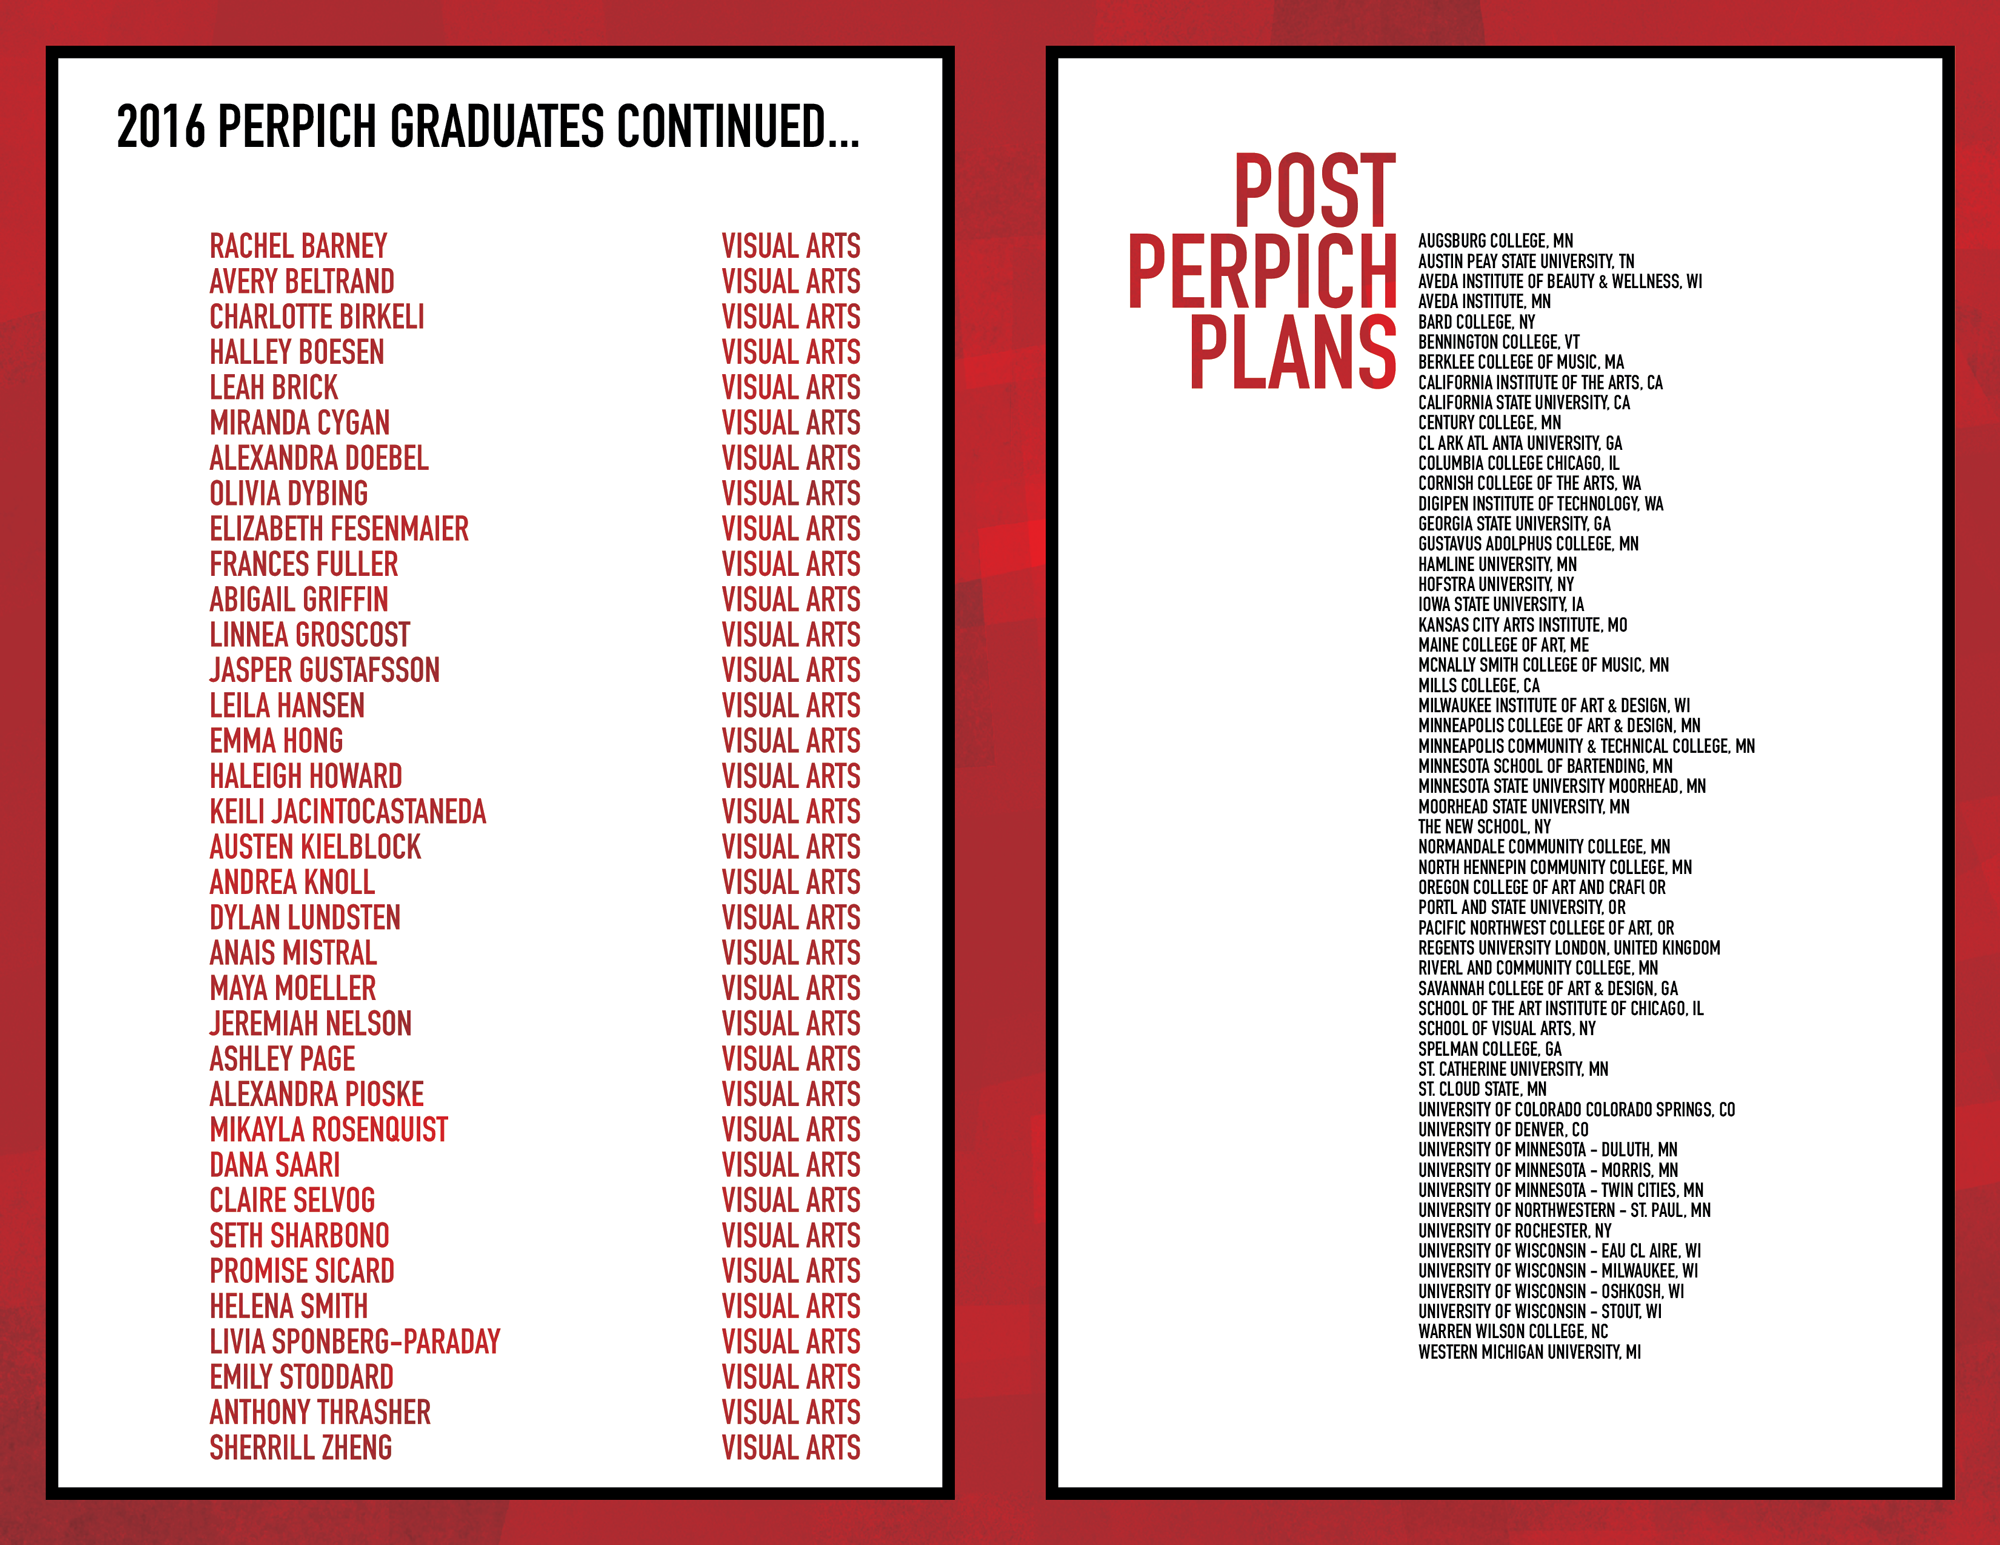 2016 PERPICH GRADUATES CONTINUED...
RACHEL BARNEY VISUAL ARTS
AVERY BELTRAND VISUAL ARTS
CHARLOTTE BIRKELI VISUAL ARTS
HALLEY BOESEN VISUAL ARTS
LEAH BRICK VISUAL ARTS
MIRANDA CYGAN VISUAL ARTS
ALEXANDRA DOEBEL VISUAL ARTS
OLIVIA DYBING VISUAL ARTS
ELIZABETH FESENMAIER VISUAL ARTS
FRANCES FULLER VISUAL ARTS
ABIGAIL GRIFFIN VISUAL ARTS
LINNEA GROSCOST VISUAL ARTS
JASPER GUSTAFSSON VISUAL ARTS
LEILA HANSEN VISUAL ARTS
EMMA HONG VISUAL ARTS
HALEIGH HOWARD VISUAL ARTS
KEILI JACINTOCASTANEDA VISUAL ARTS
AUSTEN KIELBLOCK VISUAL ARTS
ANDREA KNOLL VISUAL ARTS
DYLAN LUNDSTEN VISUAL ARTS
ANAIS MISTRAL VISUAL ARTS
MAYA MOELLER VISUAL ARTS
JEREMIAH NELSON VISUAL ARTS
ASHLEY PAGE VISUAL ARTS
ALEXANDRA PIOSKE VISUAL ARTS
MIKAYLA ROSENQUIST VISUAL ARTS
DANA SAARI VISUAL ARTS
CLAIRE SELVOG VISUAL ARTS
SETH SHARBONO VISUAL ARTS
PROMISE SICARD VISUAL ARTS
HELENA SMITH VISUAL ARTS
LIVIA SPONBERG-PARADAY VISUAL ARTS
EMILY STODDARD VISUAL ARTS
ANTHONY THRASHER VISUAL ARTS
SHERRILL ZHENG VISUAL ARTS
POST
PERPICH
PLANS
AUGSBURG COLLEGE, MN
AUSTIN PEAY STATE UNIVERSITY, TN
AVEDA INSTITUTE OF BEAUTY & WELLNESS, WI
AVEDA INSTITUTE, MN
BARD COLLEGE, NY
BENNINGTON COLLEGE, VT
BERKLEE COLLEGE OF MUSIC, MA
CALIFORNIA INSTITUTE OF THE ARTS, CA
CALIFORNIA STATE UNIVERSITY, CA
CENTURY COLLEGE, MN
CL ARK ATL ANTA UNIVERSITY, GA
COLUMBIA COLLEGE CHICAGO, IL
CORNISH COLLEGE OF THE ARTS, WA
DIGIPEN INSTITUTE OF TECHNOLOGY, WA
GEORGIA STATE UNIVERSITY, GA
GUSTAVUS ADOLPHUS COLLEGE, MN
HAMLINE UNIVERSITY, MN
HOFSTRA UNIVERSITY, NY
IOWA STATE UNIVERSITY, IA
KANSAS CITY ARTS INSTITUTE, MO
MAINE COLLEGE OF ART, ME
MCNALLY SMITH COLLEGE OF MUSIC, MN
MILLS COLLEGE, CA
MILWAUKEE INSTITUTE OF ART & DESIGN, WI
MINNEAPOLIS COLLEGE OF ART & DESIGN, MN
MINNEAPOLIS COMMUNITY & TECHNICAL COLLEGE, MN
MINNESOTA SCHOOL OF BARTENDING, MN
MINNESOTA STATE UNIVERSITY MOORHEAD, MN
MOORHEAD STATE UNIVERSITY, MN
THE NEW SCHOOL, NY
NORMANDALE COMMUNITY COLLEGE, MN
NORTH HENNEPIN COMMUNITY COLLEGE, MN
OREGON COLLEGE OF ART AND CRAFl OR
PORTL AND STATE UNIVERSITY, OR
PACIFIC NORTHWEST COLLEGE OF ART, OR
REGENTS UNIVERSITY LONDON, UNITED KINGDOM
RIVERL AND COMMUNITY COLLEGE, MN
SAVANNAH COLLEGE OF ART & DESIGN, GA
SCHOOL OF THE ART INSTITUTE OF CHICAGO, IL
SCHOOL OF VISUAL ARTS, NY
SPELMAN COLLEGE, GA
ST. CATHERINE UNIVERSITY, MN
ST. CLOUD STATE, MN
UNIVERSITY OF COLORADO COLORADO SPRINGS, CO
UNIVERSITY OF DENVER, CO
UNIVERSITY OF MINNESOTA - DULUTH, MN
UNIVERSITY OF MINNESOTA - MORRIS, MN
UNIVERSITY OF MINNESOTA - TWIN CITIES, MN
UNIVERSITY OF NORTHWESTERN - ST. PAUL, MN
UNIVERSITY OF ROCHESTER, NY
UNIVERSITY OF WISCONSIN - EAU CL AIRE, WI
UNIVERSITY OF WISCONSIN - MILWAUKEE, WI
UNIVERSITY OF WISCONSIN - OSHKOSH, WI
UNIVERSITY OF WISCONSIN - STOUT, WI
WARREN WILSON COLLEGE, NC
WESTERN MICHIGAN UNIVERSITY, MI